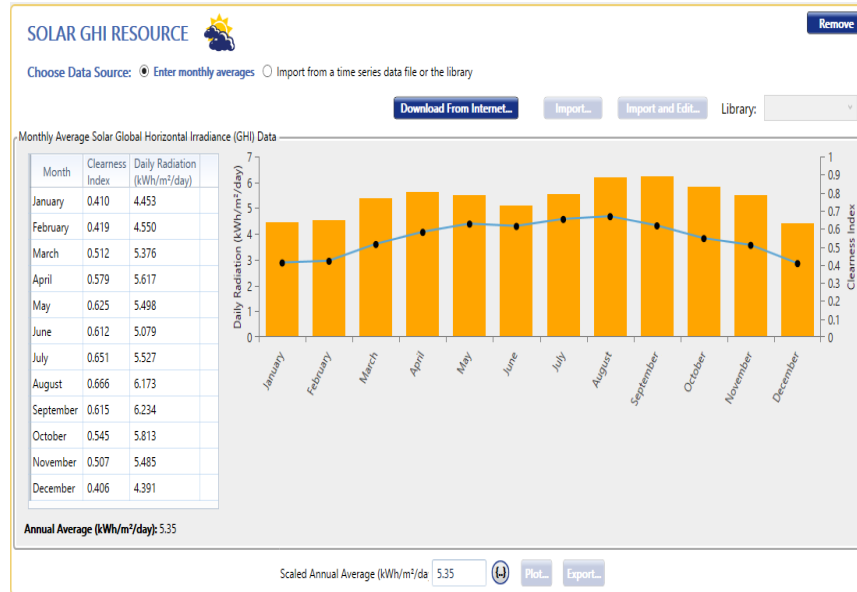 SOLAR GHI RESOURCE
Remove
Choose Data Source: Enter monthly averages Import from a time series data file or the library
Download From Internet... Import... Import and Edit... Library:
Monthly Average Solar Global Horizontal Irradiance (GHI) Data
Month Clearness Index Daily Radiation (kWh/m²/day)
January 0.410 4.453
February 0.419 4.550
March 0.512 5.376
April 0.579 5.617
May 0.625 5.498
June 0.612 5.079
July 0.651 5.527
August 0.666 6.173
September 0.615 6.234
October 0.545 5.813
November 0.507 5.485
December 0.406 4.391
Daily Radiation (kWh/m²/day)
7
6
5
4
3
2
1
0
1
0.9
0.8
0.7
0.6
0.5
0.4
0.3
0.2
0.1
0
Clearness Index
January February March April May June July August September October November December
Annual Average (kWh/m²/day): 5.35
Scaled Annual Average (kWh/m²/da 5.35 {..} Plot... Export...